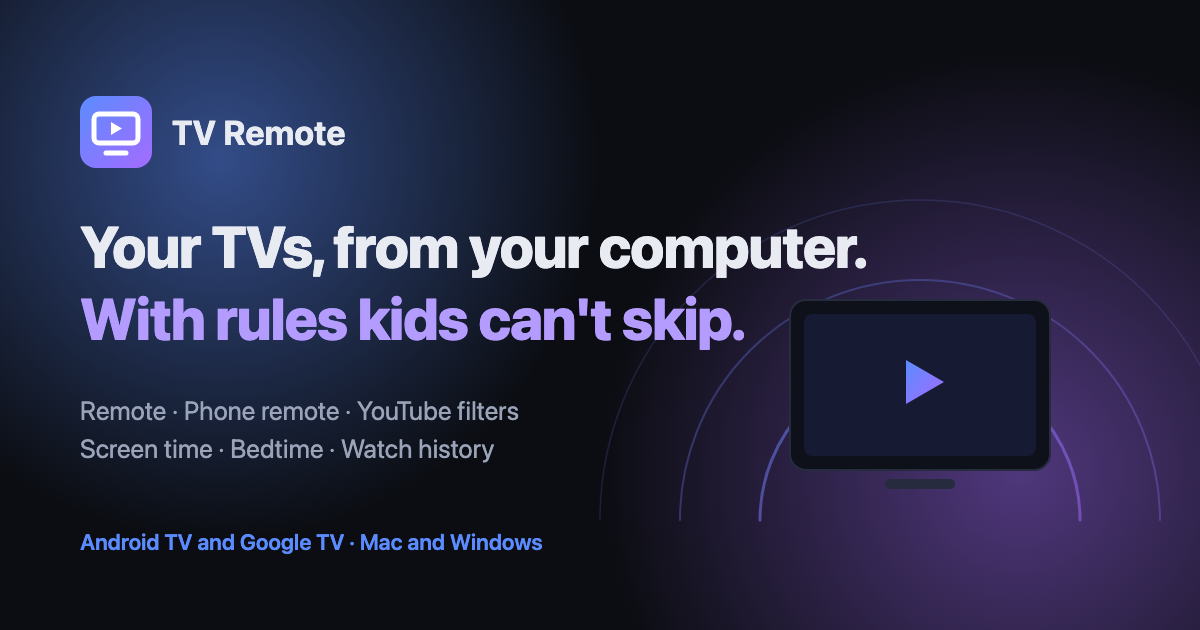 TV Remote
Your TVs, from your computer.
With rules kids can't skip.
Remote · Phone remote · YouTube filters
Screen time · Bedtime · Watch history
Android TV and Google TV · Mac and Windows